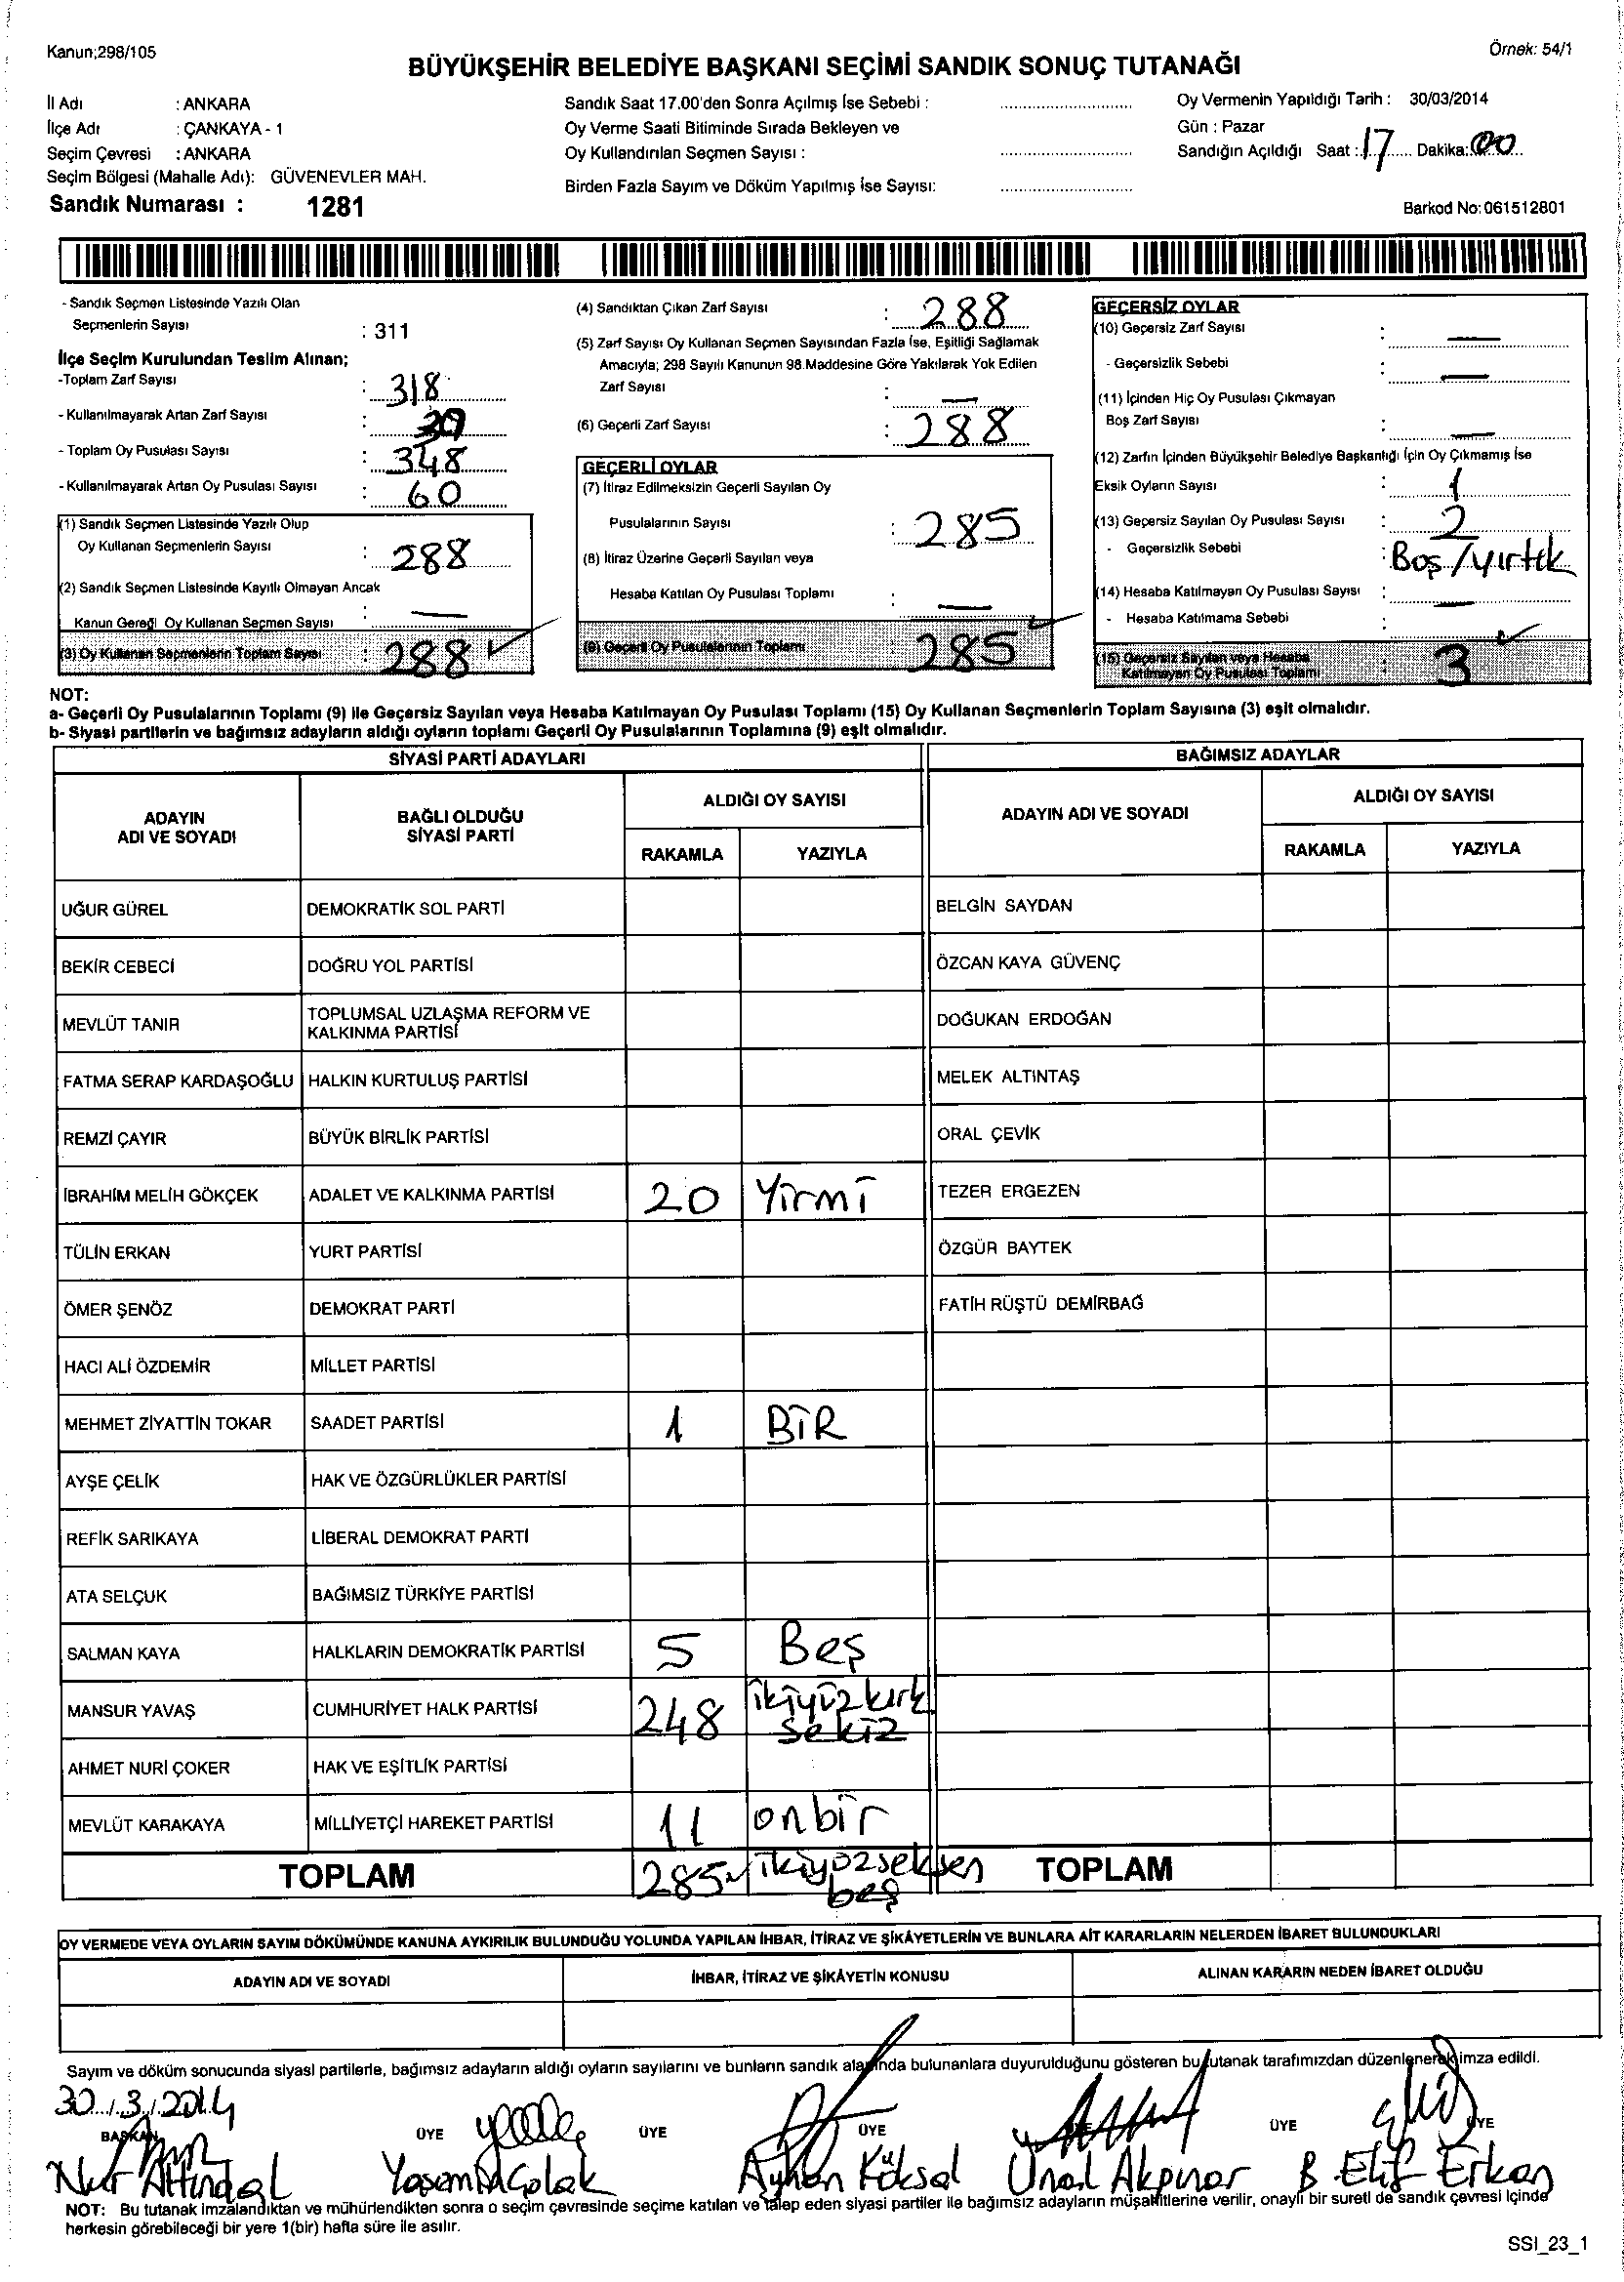 Kanun;298/105
Örnek: 54/1
BÜYÜKŞEHİR BELEDİYE BAŞKANI SEÇİMİ SANDIK SONUÇ TUTANAĞI
İl Adı : ANKARA
İlçe Adı : ÇANKAYA - 1
Seçim Çevresi : ANKARA
Seçim Bölgesi (Mahalle Adı): GÜVENEVLER MAH.
Sandık Numarası : 1281
Sandık Saat 17.00'den Sonra Açılmış İse Sebebi :
Oy Verme Saati Bitiminde Sırada Bekleyen ve
Oy Kullandırılan Seçmen Sayısı :
Birden Fazla Sayım ve Döküm Yapılmış İse Sayısı:
Oy Vermenin Yapıldığı Tarih : 30/03/2014
Gün : Pazar
Sandığın Açıldığı Saat : 17 Dakika: 00
Barkod No: 061512801
- Sandık Seçmen Listesinde Yazılı Olan
Seçmenlerin Sayısı : 311
İlçe Seçim Kurulundan Teslim Alınan;
-Toplam Zarf Sayısı : 318
- Kullanılmayarak Artan Zarf Sayısı :
- Toplam Oy Pusulası Sayısı : 348
- Kullanılmayarak Artan Oy Pusulası Sayısı : 60
(1) Sandık Seçmen Listesinde Yazılı Olup
Oy Kullanan Seçmenlerin Sayısı : 288
(2) Sandık Seçmen Listesinde Kayıtlı Olmayan Ancak
Kanun Gereği Oy Kullanan Seçmen Sayısı : —
(3) Oy Kullanan Seçmenlerin Toplam Sayısı : 288 ✓
(4) Sandıktan Çıkan Zarf Sayısı : 288
(5) Zarf Sayısı Oy Kullanan Seçmen Sayısından Fazla İse, Eşitliği Sağlamak
Amacıyla; 298 Sayılı Kanunun 98.Maddesine Göre Yakılarak Yok Edilen
Zarf Sayısı : —
(6) Geçerli Zarf Sayısı : 288
GEÇERLİ OYLAR
(7) İtiraz Edilmeksizin Geçerli Sayılan Oy
Pusulalarının Sayısı : 285
(8) İtiraz Üzerine Geçerli Sayılan veya
Hesaba Katılan Oy Pusulası Toplamı : —
(9) Geçerli Oy Pusulalarının Toplamı : 285 ✓
GEÇERSİZ OYLAR
(10) Geçersiz Zarf Sayısı : —
- Geçersizlik Sebebi : —
(11) İçinden Hiç Oy Pusulası Çıkmayan
Boş Zarf Sayısı : —
(12) Zarfın İçinden Büyükşehir Belediye Başkanlığı İçin Oy Çıkmamış İse
Eksik Oyların Sayısı : 1
(13) Geçersiz Sayılan Oy Pusulası Sayısı : 2
- Geçersizlik Sebebi : Boş/yırtık
(14) Hesaba Katılmayan Oy Pusulası Sayısı : —
- Hesaba Katılmama Sebebi :
(15) Geçersiz Sayılan veya Hesaba
Katılmayan Oy Pusulası Toplamı : 3 ✓
NOT:
a- Geçerli Oy Pusulalarının Toplamı (9) ile Geçersiz Sayılan veya Hesaba Katılmayan Oy Pusulası Toplamı (15) Oy Kullanan Seçmenlerin Toplam Sayısına (3) eşit olmalıdır.
b- Siyasi partilerin ve bağımsız adayların aldığı oyların toplamı Geçerli Oy Pusulalarının Toplamına (9) eşit olmalıdır.
SİYASİ PARTİ ADAYLARI
BAĞIMSIZ ADAYLAR
ADAYIN
ADI VE SOYADI
BAĞLI OLDUĞU
SİYASİ PARTİ
ALDIĞI OY SAYISI
RAKAMLA YAZIYLA
ADAYIN ADI VE SOYADI
ALDIĞI OY SAYISI
RAKAMLA YAZIYLA
UĞUR GÜREL DEMOKRATİK SOL PARTİ BELGİN SAYDAN
BEKİR CEBECİ DOĞRU YOL PARTİSİ ÖZCAN KAYA GÜVENÇ
MEVLÜT TANIR TOPLUMSAL UZLAŞMA REFORM VE
KALKINMA PARTİSİ DOĞUKAN ERDOĞAN
FATMA SERAP KARDAŞOĞLU HALKIN KURTULUŞ PARTİSİ MELEK ALTINTAŞ
REMZİ ÇAYIR BÜYÜK BİRLİK PARTİSİ ORAL ÇEVİK
İBRAHİM MELİH GÖKÇEK ADALET VE KALKINMA PARTİSİ 20 Yirmi TEZER ERGEZEN
TÜLİN ERKAN YURT PARTİSİ ÖZGÜR BAYTEK
ÖMER ŞENÖZ DEMOKRAT PARTİ FATİH RÜŞTÜ DEMİRBAĞ
HACI ALİ ÖZDEMİR MİLLET PARTİSİ
MEHMET ZİYATTİN TOKAR SAADET PARTİSİ 1 BİR
AYŞE ÇELİK HAK VE ÖZGÜRLÜKLER PARTİSİ
REFİK SARIKAYA LİBERAL DEMOKRAT PARTİ
ATA SELÇUK BAĞIMSIZ TÜRKİYE PARTİSİ
SALMAN KAYA HALKLARIN DEMOKRATİK PARTİSİ 5 Beş
MANSUR YAVAŞ CUMHURİYET HALK PARTİSİ 248 ikiyüzkırk
sekiz
AHMET NURİ ÇOKER HAK VE EŞİTLİK PARTİSİ
MEVLÜT KARAKAYA MİLLİYETÇİ HAREKET PARTİSİ 11 onbir
TOPLAM 285 ✓ ikiyüzseksen
beş
TOPLAM
OY VERMEDE VEYA OYLARIN SAYIM DÖKÜMÜNDE KANUNA AYKIRILIK BULUNDUĞU YOLUNDA YAPILAN İHBAR, İTİRAZ VE ŞİKÂYETLERİN VE BUNLARA AİT KARARLARIN NELERDEN İBARET BULUNDUKLARI
ADAYIN ADI VE SOYADI İHBAR, İTİRAZ VE ŞİKÂYETİN KONUSU ALINAN KARARIN NEDEN İBARET OLDUĞU
Sayım ve döküm sonucunda siyasi partilerle, bağımsız adayların aldığı oyların sayılarını ve bunların sandık alanında bulunanlara duyurulduğunu gösteren bu tutanak tarafımızdan düzenlenerek imza edildi.
30/3/2014
BAŞKAN ÜYE ÜYE ÜYE ÜYE ÜYE
Nur Altındal Yasemin Çolak Ayhan Köksal Ünal Akpınar B. Elif Erkan
NOT: Bu tutanak imzalandıktan ve mühürlendikten sonra o seçim çevresinde seçime katılan ve talep eden siyasi partiler ile bağımsız adayların müşahitlerine verilir, onaylı bir sureti de sandık çevresi içinde
herkesin görebileceği bir yere 1(bir) hafta süre ile asılır.
SSI_23_1